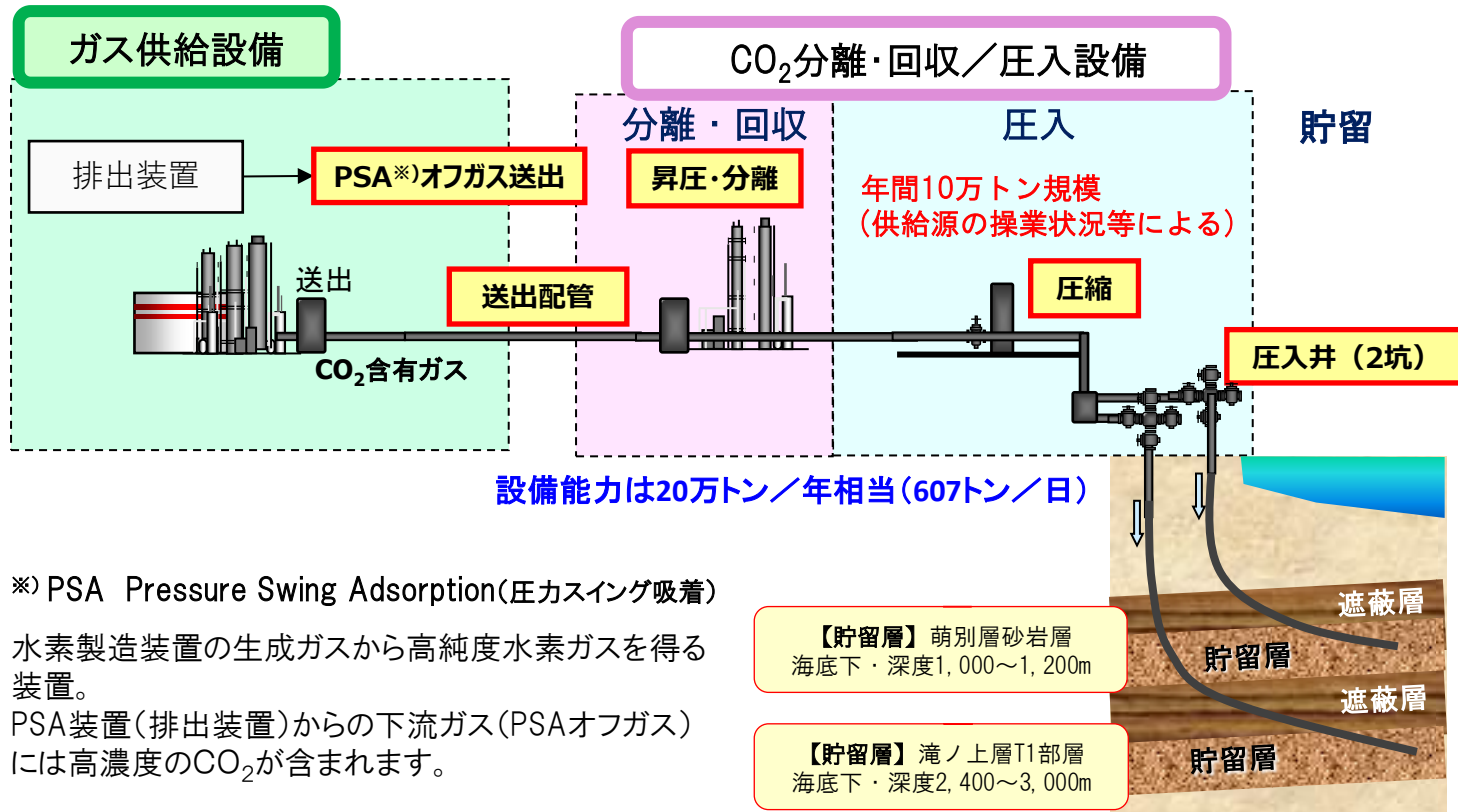 ガス供給設備
CO₂分離・回収／圧入設備
分離・回収
圧入
貯留
排出装置
PSA※)オフガス送出
昇圧・分離
年間10万トン規模
（供給源の操業状況等による）
送出
送出配管
圧縮
CO₂含有ガス
圧入井（2坑）
設備能力は20万トン／年相当（607トン／日）
※) PSA Pressure Swing Adsorption（圧力スイング吸着）
水素製造装置の生成ガスから高純度水素ガスを得る
装置。
PSA装置（排出装置）からの下流ガス（PSAオフガス）
には高濃度のCO₂が含まれます。
【貯留層】萌別層砂岩層
海底下・深度1,000～1,200m
【貯留層】滝ノ上層T1部層
海底下・深度2,400～3,000m
遮蔽層
貯留層
遮蔽層
貯留層